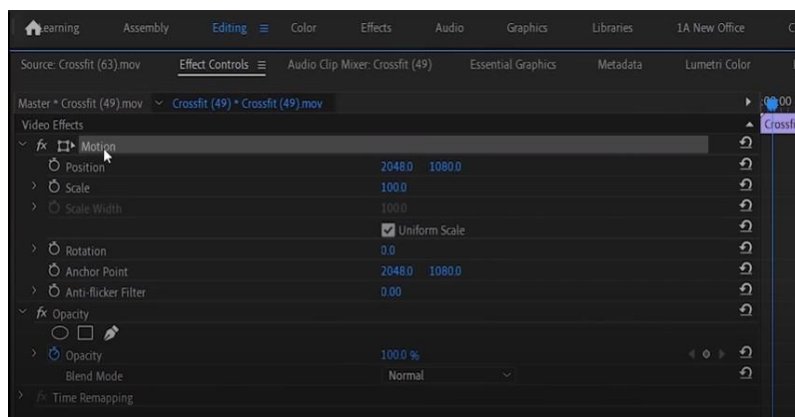 Learning Assembly Editing Color Effects Audio Graphics Libraries 1A New Office
Source: Crossfit (63).mov Effect Controls Audio Clip Mixer: Crossfit (49) Essential Graphics Metadata Lumetri Color
Master * Crossfit (49).mov Crossfit (49) * Crossfit (49).mov :00:00
Video Effects Crossfi
fx Motion
Position 2048.0 1080.0
Scale 100.0
Scale Width 100.0
Uniform Scale
Rotation 0.0
Anchor Point 2048.0 1080.0
Anti-flicker Filter 0.00
fx Opacity
Opacity 100.0 %
Blend Mode Normal
fx Time Remapping